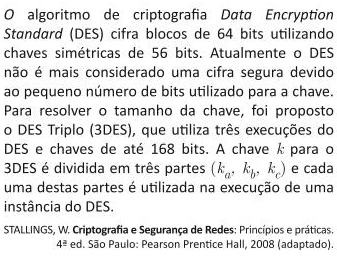 O algoritmo de criptografia Data Encryption
Standard (DES) cifra blocos de 64 bits utilizando
chaves simétricas de 56 bits. Atualmente o DES
não é mais considerado uma cifra segura devido
ao pequeno número de bits utilizado para a chave.
Para resolver o tamanho da chave, foi proposto
o DES Triplo (3DES), que utiliza três execuções do
DES e chaves de até 168 bits. A chave k para o
3DES é dividida em três partes (k_a, k_b, k_c) e cada
uma destas partes é utilizada na execução de uma
instância do DES.
STALLINGS, W. Criptografia e Segurança de Redes: Princípios e práticas.
4ª ed. São Paulo: Pearson Prentice Hall, 2008 (adaptado).